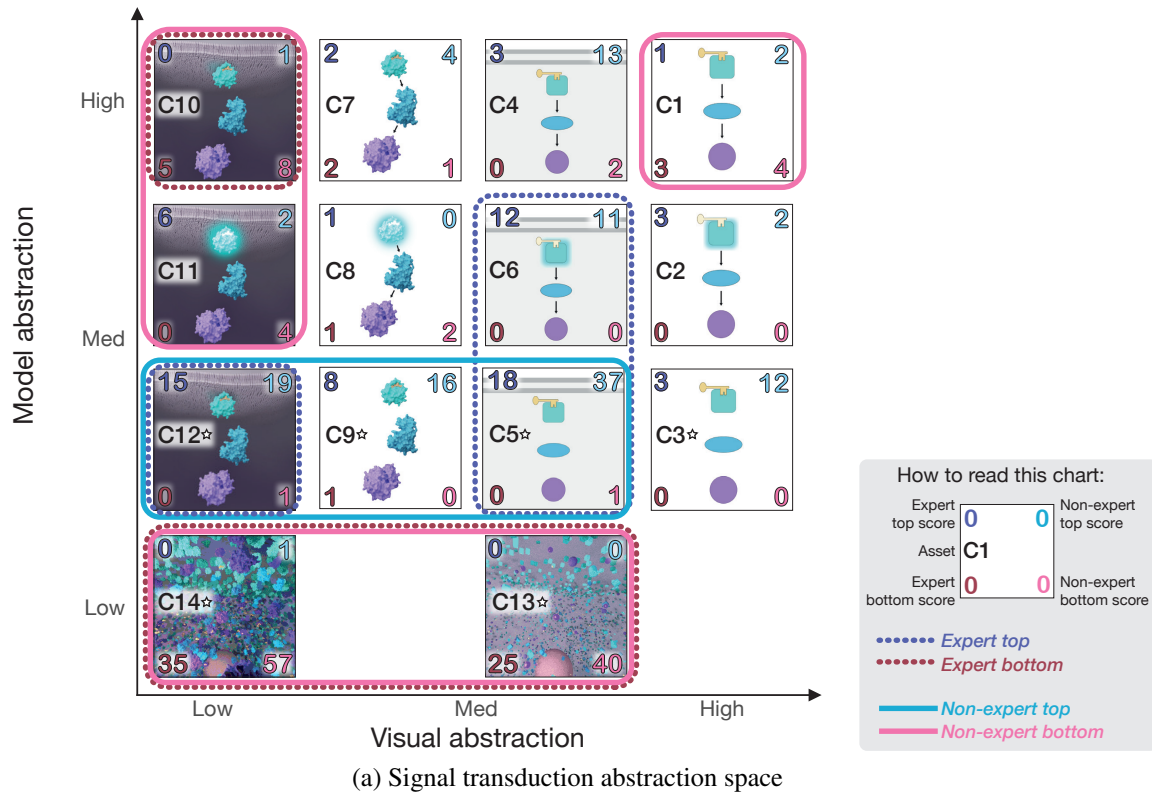 Model abstraction
High
Med
Low
0 1
C10
5 8
2 4
C7
2 1
3 13
C4
0 2
1 2
C1
3 4
6 2
C11
0 4
1 0
C8
1 2
12 11
C6
0 0
3 2
C2
0 0
15 19
C12☆
0 1
8 16
C9☆
1 0
18 37
C5☆
0 1
3 12
C3☆
0 0
0 1
C14☆
35 57
0 0
C13☆
25 40
Low Med High
Visual abstraction
How to read this chart:
Expert
top score
0 0
Non-expert
top score
Asset C1
Expert
bottom score
0 0
Non-expert
bottom score
Expert top
Expert bottom
Non-expert top
Non-expert bottom
(a) Signal transduction abstraction space